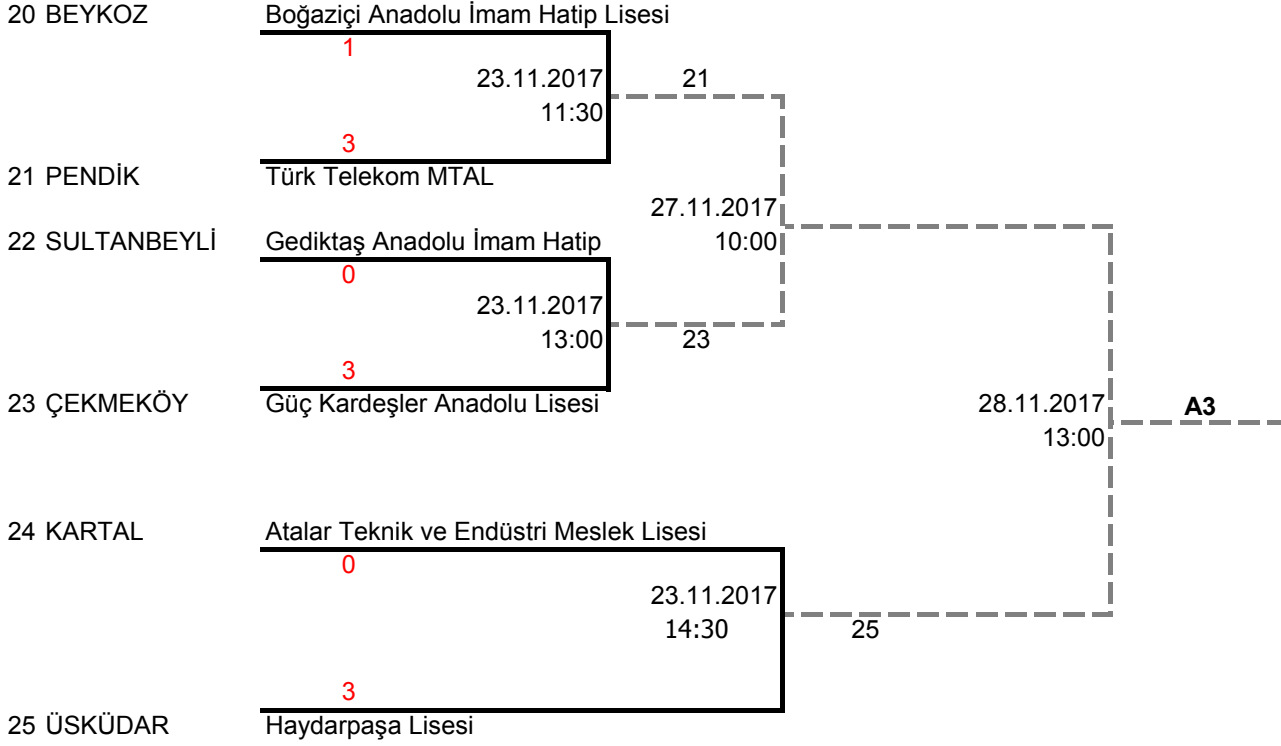 20 BEYKOZ Boğaziçi Anadolu İmam Hatip Lisesi
1
23.11.2017 21
11:30
3
21 PENDİK Türk Telekom MTAL
27.11.2017
22 SULTANBEYLİ Gediktaş Anadolu İmam Hatip 10:00
0
23.11.2017
13:00 23
3
23 ÇEKMEKÖY Güç Kardeşler Anadolu Lisesi 28.11.2017 A3
13:00
24 KARTAL Atalar Teknik ve Endüstri Meslek Lisesi
0
23.11.2017
14:30 25
3
25 ÜSKÜDAR Haydarpaşa Lisesi